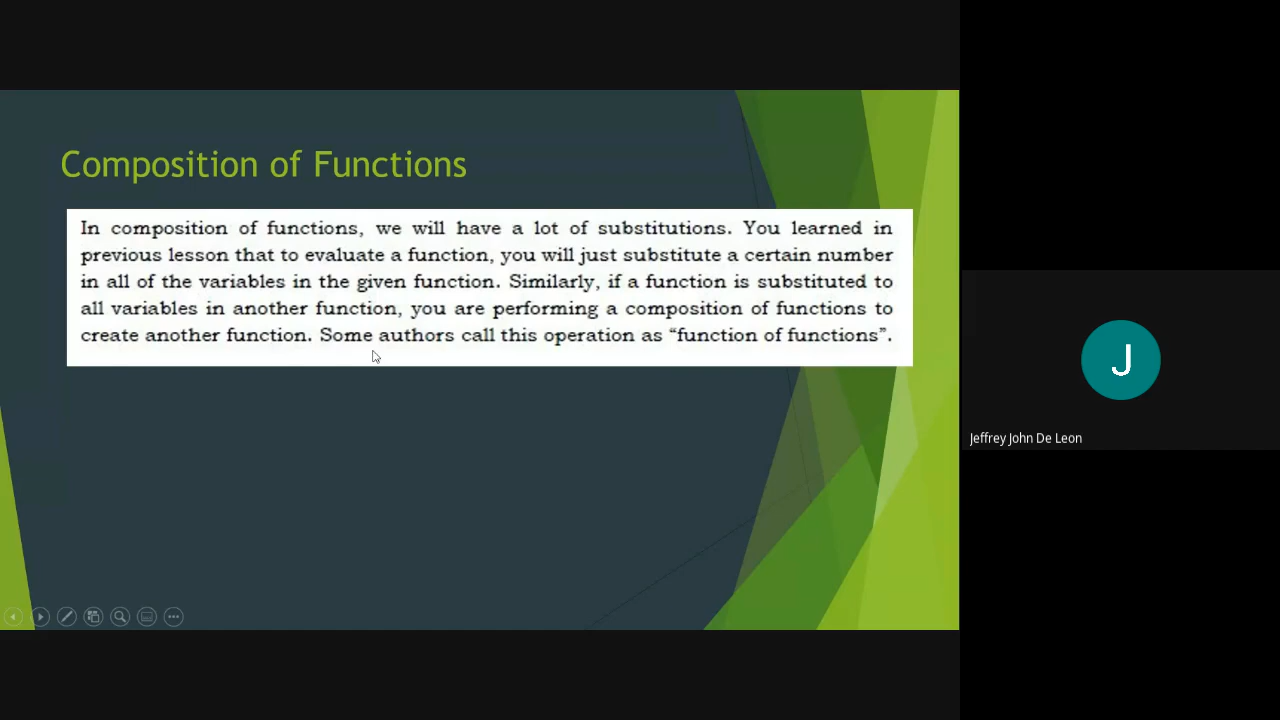 Composition of Functions
In composition of functions, we will have a lot of substitutions. You learned in
previous lesson that to evaluate a function, you will just substitute a certain number
in all of the variables in the given function. Similarly, if a function is substituted to
all variables in another function, you are performing a composition of functions to
create another function. Some authors call this operation as “function of functions”.
J
Jeffrey John De Leon